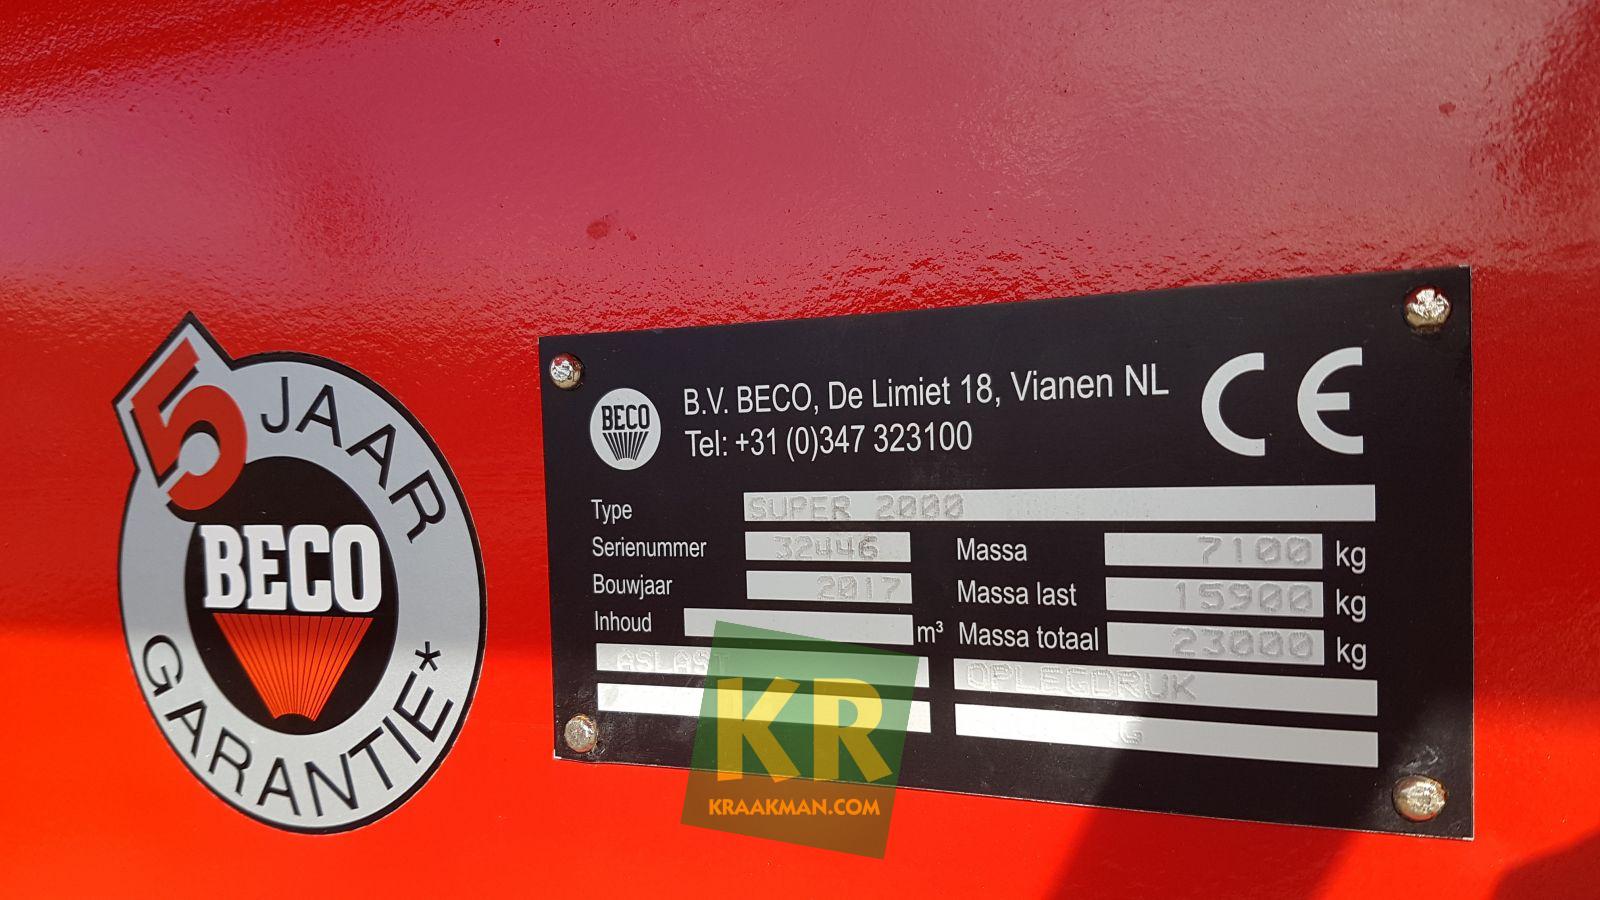 5 JAAR
BECO
GARANTIE*
BECO
B.V. BECO, De Limiet 18, Vianen NL
Tel: +31 (0)347 323100
CE
Type SUPER 2000
Serienummer 32446 Massa 7100 kg
Bouwjaar 2017 Massa last 15900 kg
Inhoud m³ Massa totaal 23000 kg
ASLAST OPLEGDRUK
G
KR
KRAAKMAN.COM